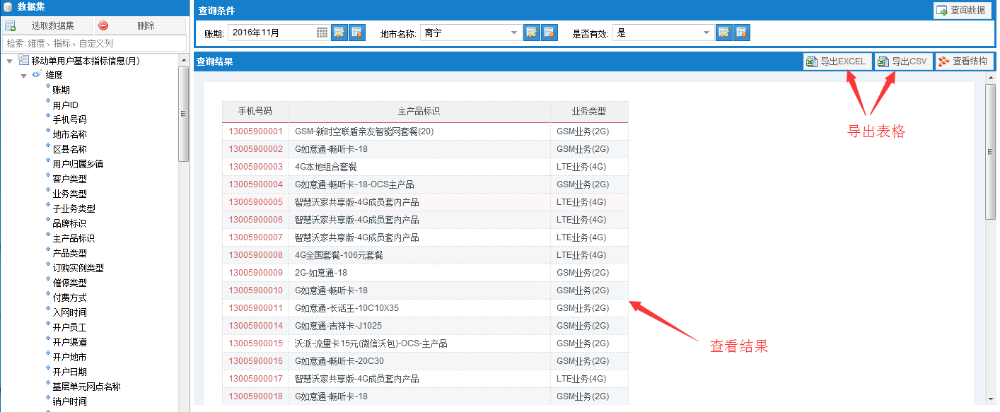 数据集
选取数据集 删除
检索: 维度、指标、自定义列
移动单用户基本指标信息(月)
维度
账期
用户ID
手机号码
地市名称
区县名称
用户归属乡镇
客户类型
业务类型
子业务类型
品牌标识
主产品标识
产品类型
订购实例类型
催停类型
付费方式
入网时间
开户员工
开户渠道
开户地市
开户日期
基层单元网点名称
销户时间
查询条件 查询数据
账期: 2016年11月 地市名称: 南宁 是否有效: 是
查询结果 导出EXCEL 导出CSV 查看结构
手机号码 主产品标识 业务类型
13005900001 GSM-新时空联盾亲友智能网套餐(20) GSM业务(2G)
13005900002 G如意通-畅听卡-18 GSM业务(2G)
13005900003 4G本地组合套餐 LTE业务(4G)
13005900004 G如意通-畅听卡-18-OCS主产品 GSM业务(2G)
13005900005 智慧沃家共享版-4G成员套内产品 LTE业务(4G)
13005900006 智慧沃家共享版-4G成员套内产品 LTE业务(4G)
13005900007 智慧沃家共享版-4G成员套内产品 LTE业务(4G)
13005900008 4G全国套餐-106元套餐 LTE业务(4G)
13005900009 2G-如意通-18 GSM业务(2G)
13005900010 G如意通-畅听卡-18 GSM业务(2G)
13005900011 G如意通-长话王-10C10X35 GSM业务(2G)
13005900014 G如意通-吉祥卡-J1025 GSM业务(2G)
13005900015 沃派-流量卡15元(微信沃包)-OCS-主产品 GSM业务(2G)
13005900016 G如意通-畅听卡-20C30 GSM业务(2G)
13005900017 智慧沃家共享版-4G成员套内产品 LTE业务(4G)
13005900018 G如意通-畅听卡-18 GSM业务(2G)
导出表格
查看结果